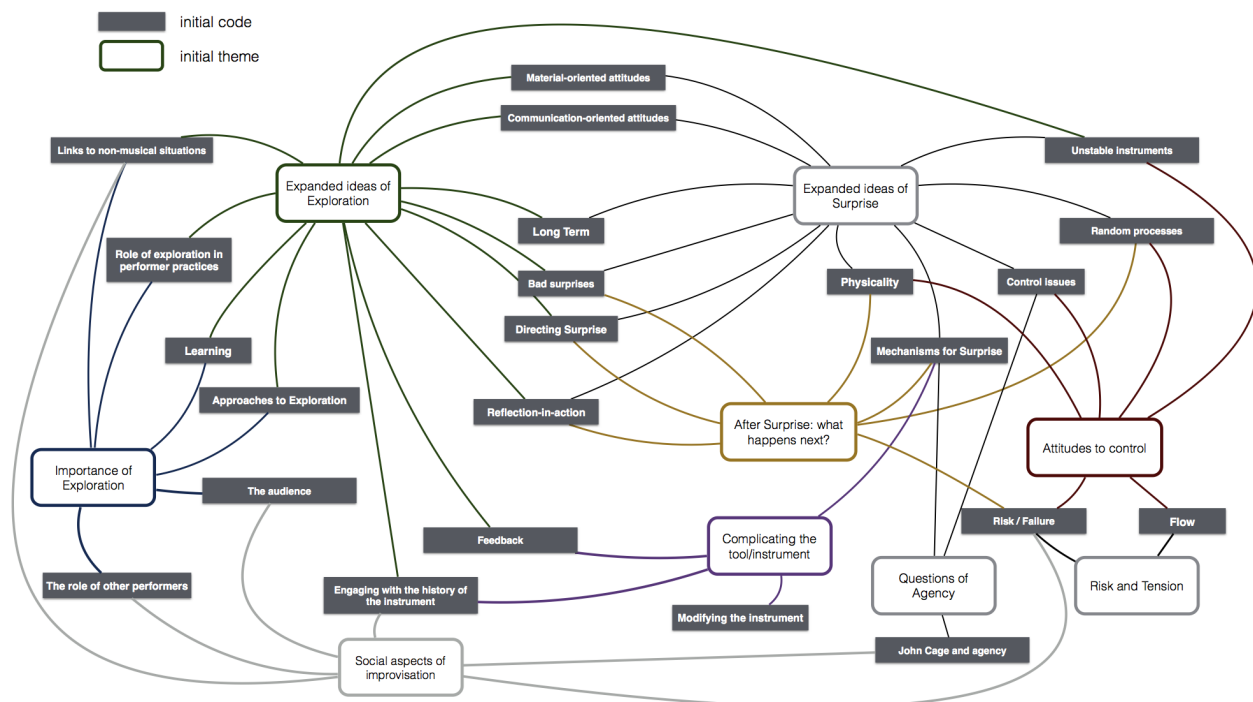 initial code
initial theme
Material-oriented attitudes
Communication-oriented attitudes
Links to non-musical situations
Unstable instruments
Expanded ideas of
Exploration
Expanded ideas of
Surprise
Long Term
Random processes
Role of exploration in
performer practices
Bad surprises
Physicality
Control issues
Directing Surprise
Learning
Mechanisms for Surprise
Approaches to Exploration
Reflection-in-action
After Surprise: what
happens next?
Attitudes to control
Importance of
Exploration
The audience
Risk / Failure
Flow
Feedback
Complicating the
tool/instrument
The role of other performers
Engaging with the history of
the instrument
Questions of
Agency
Risk and Tension
Modifying the instrument
John Cage and agency
Social aspects of
improvisation